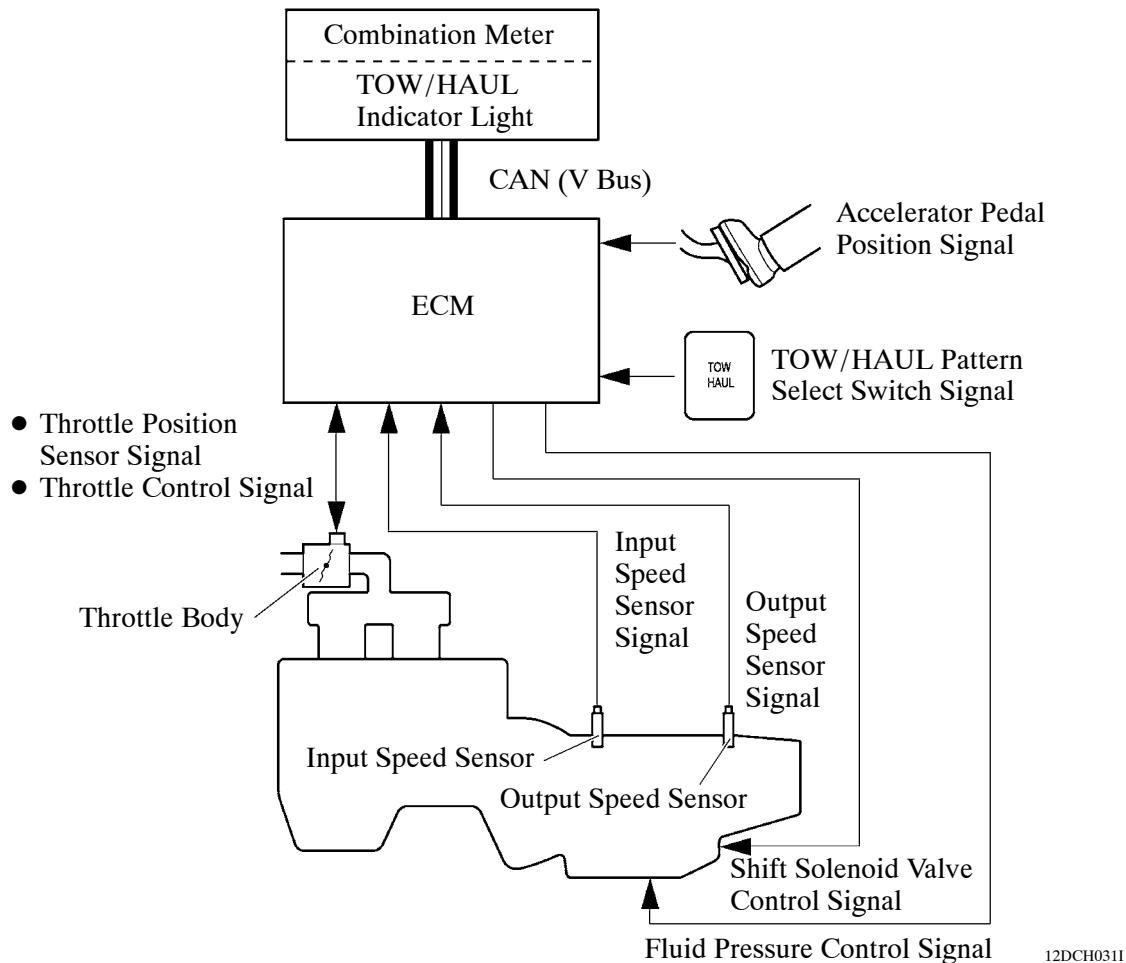 Combination Meter
TOW/HAUL
Indicator Light
CAN (V Bus)
Accelerator Pedal
Position Signal
ECM
TOW
HAUL
TOW/HAUL Pattern
Select Switch Signal
● Throttle Position
Sensor Signal
● Throttle Control Signal
Throttle Body
Input
Speed
Sensor
Signal
Output
Speed
Sensor
Signal
Input Speed Sensor
Output Speed Sensor
Shift Solenoid Valve
Control Signal
Fluid Pressure Control Signal
12DCH031I